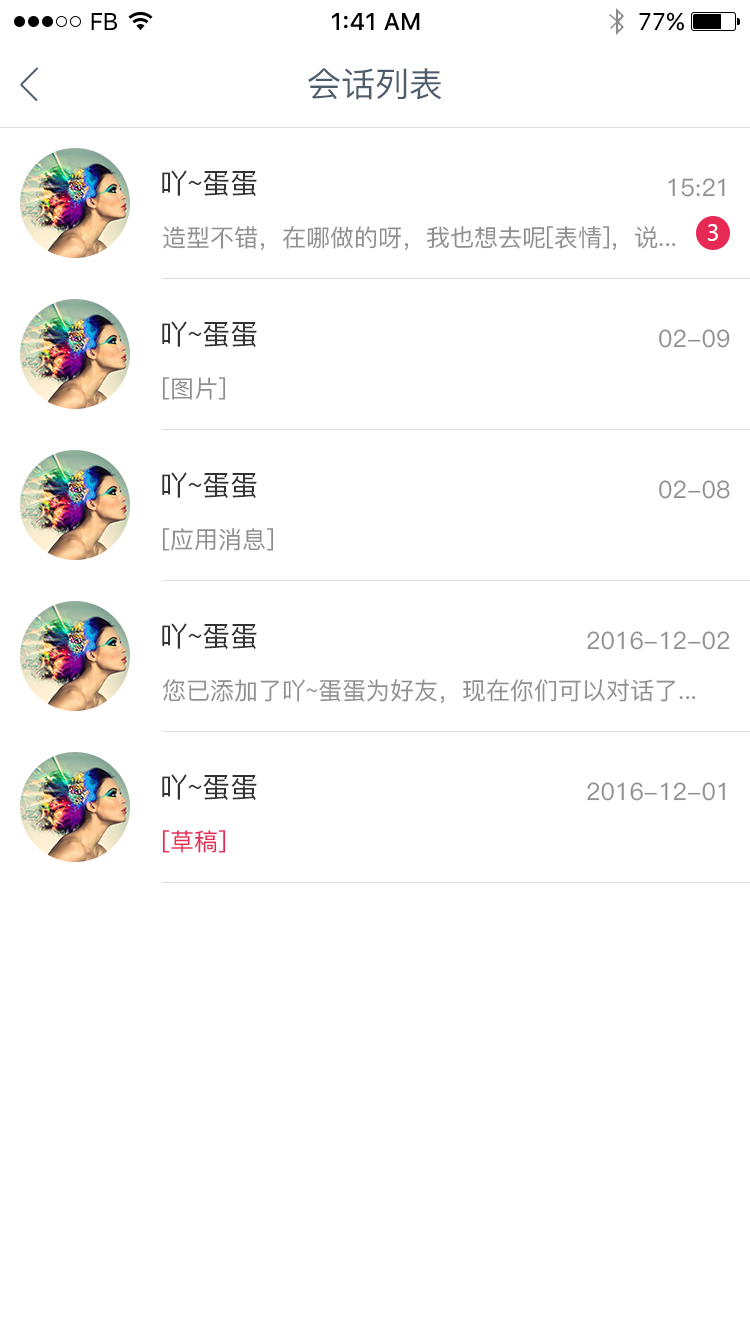 FB 1:41 AM 77%
会话列表
吖~蛋蛋 15:21
造型不错，在哪做的呀，我也想去呢[表情]，说... 3
吖~蛋蛋 02-09
[图片]
吖~蛋蛋 02-08
[应用消息]
吖~蛋蛋 2016-12-02
您已添加了吖~蛋蛋为好友，现在你们可以对话了...
吖~蛋蛋 2016-12-01
[草稿]